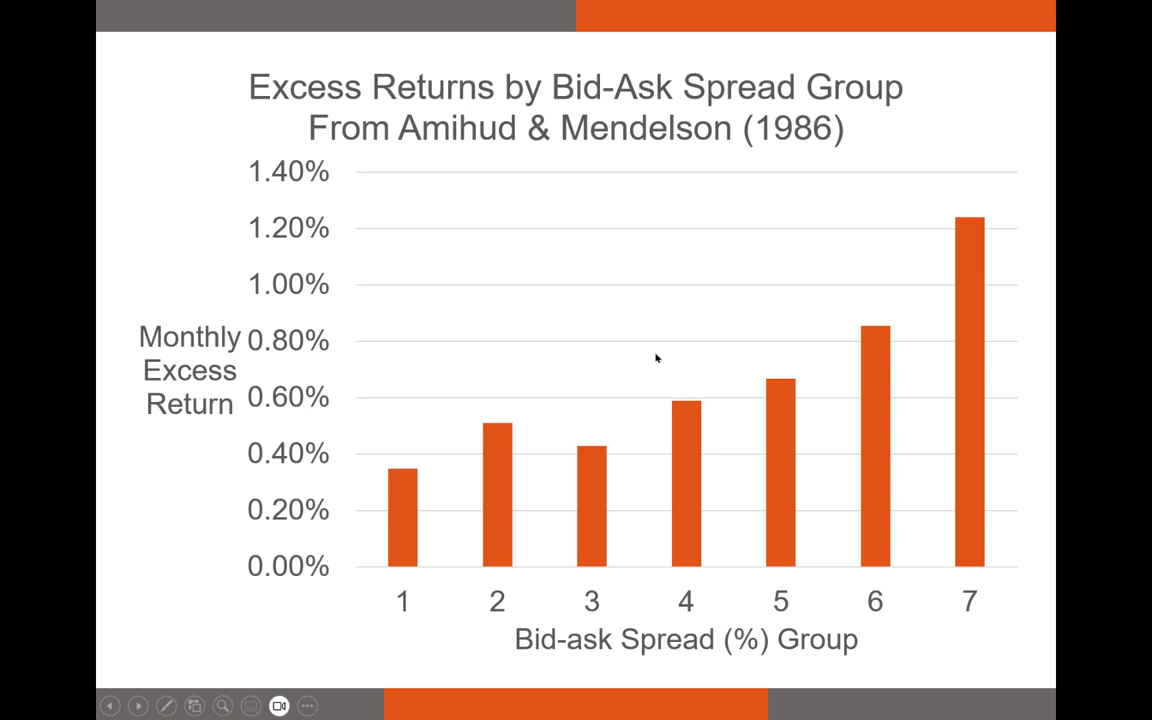 Excess Returns by Bid-Ask Spread Group
From Amihud & Mendelson (1986)
1.40%
1.20%
1.00%
0.80%
0.60%
0.40%
0.20%
0.00%
Monthly
Excess
Return
1 2 3 4 5 6 7
Bid-ask Spread (%) Group